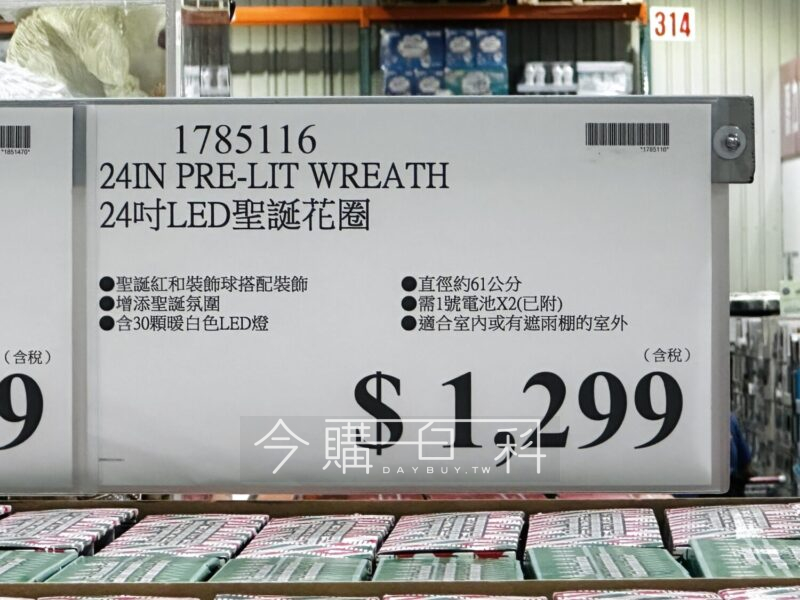 314
1785116
*1851470*
*1785116*
24IN PRE-LIT WREATH
24吋LED聖誕花圈
●聖誕紅和裝飾球搭配裝飾
●增添聖誕氛圍
●含30顆暖白色LED燈
●直徑約61公分
●需1號電池X2(已附)
●適合室內或有遮雨棚的室外
（含稅）
9
（含稅）
$ 1,299
今購百科
DAYBUY.TW